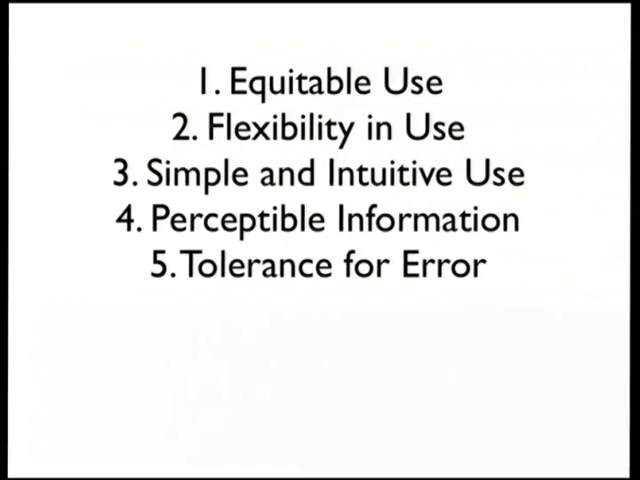 1. Equitable Use
2. Flexibility in Use
3. Simple and Intuitive Use
4. Perceptible Information
5. Tolerance for Error